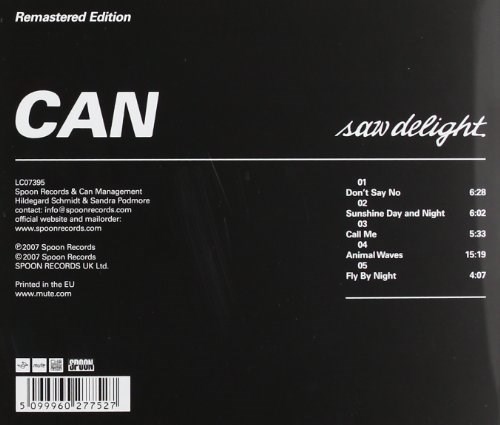 Remastered Edition
CAN
saw delight
LC07395
Spoon Records & Can Management
Hildegard Schmidt & Sandra Podmore
contact: info@spoonrecords.com
official website and mailorder:
www.spoonrecords.com
℗2007 Spoon Records
©2007 Spoon Records
SPOON RECORDS UK Ltd.
Printed in the EU
www.mute.com
01
Don't Say No 6:28
02
Sunshine Day and Night 6:02
03
Call Me 5:33
04
Animal Waves 15:19
05
Fly By Night 4:07
SPOON
5 099960 277527